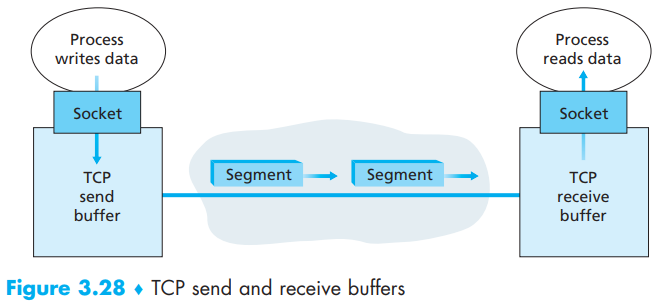 Process
writes data
Process
reads data
Socket
Socket
TCP
send
buffer
Segment
Segment
TCP
receive
buffer
Figure 3.28 ♦ TCP send and receive buffers